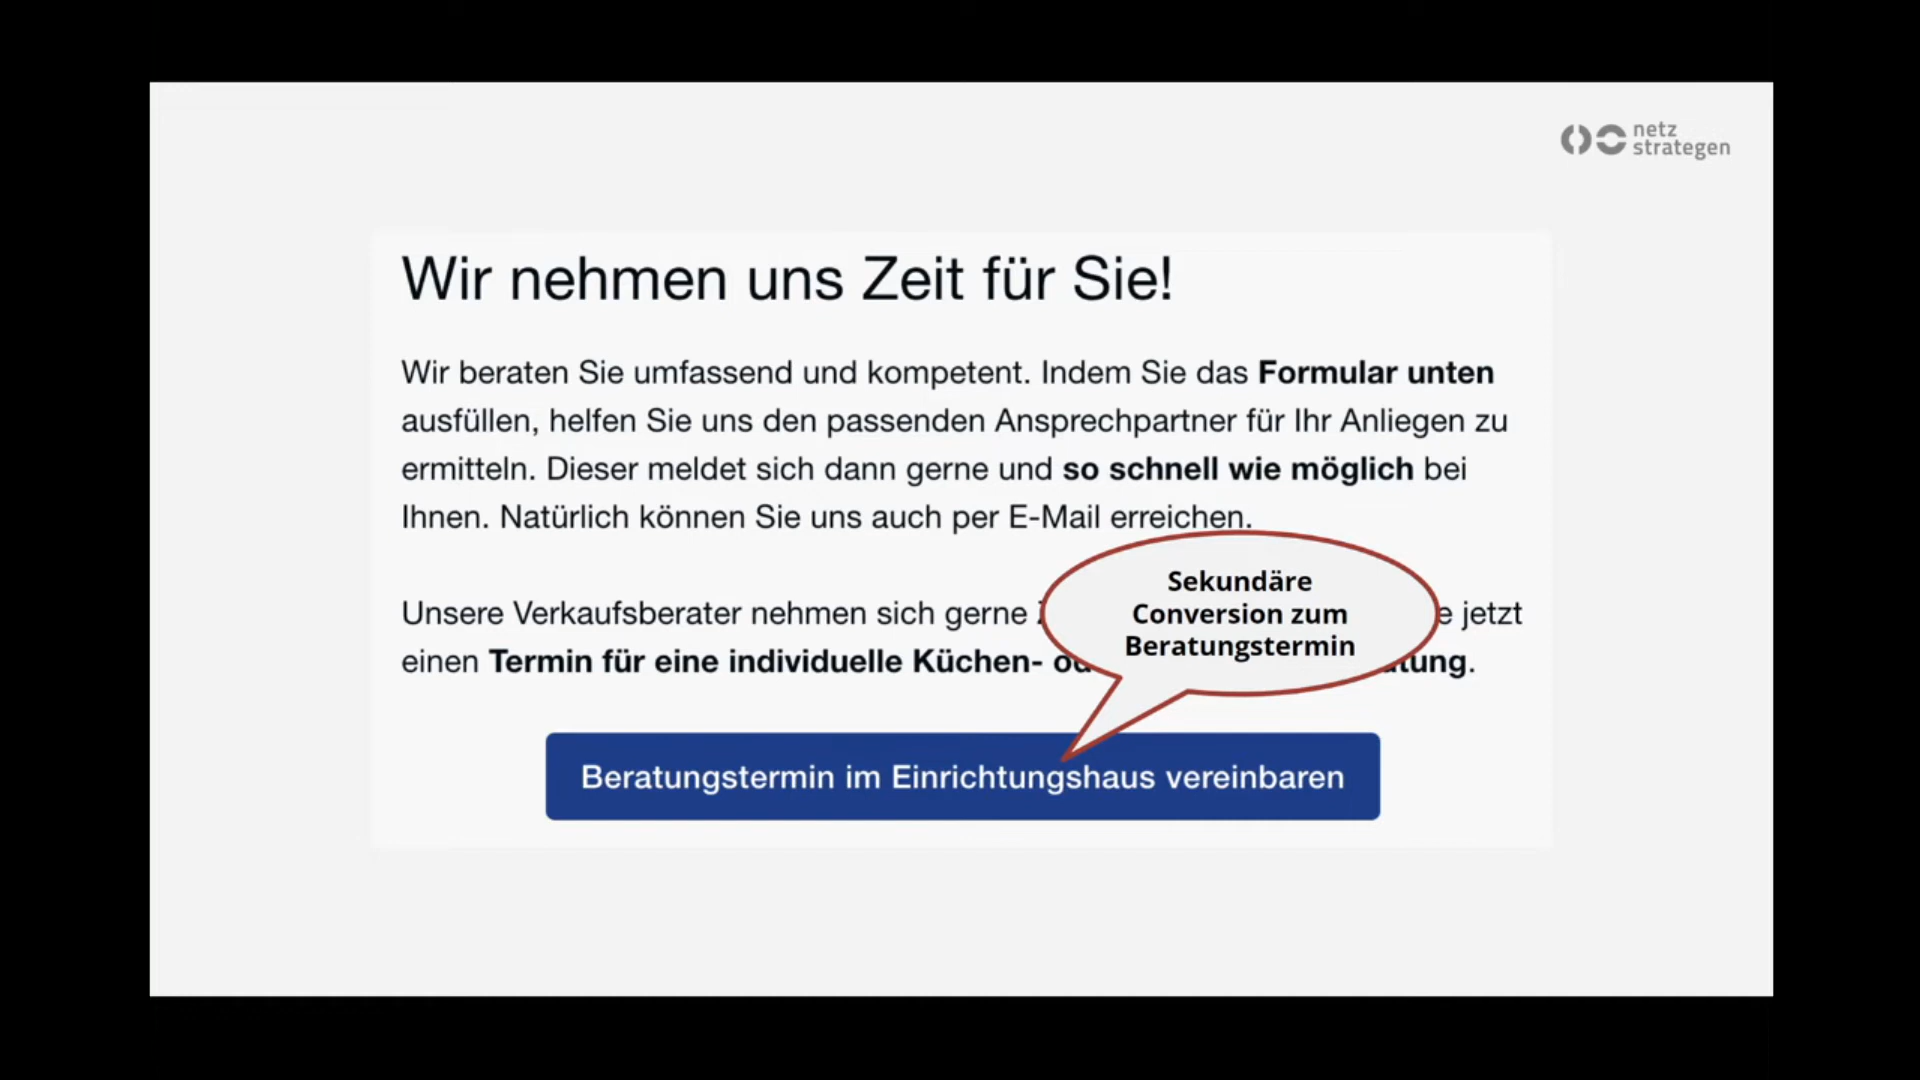 netz
strategen
Wir nehmen uns Zeit für Sie!
Wir beraten Sie umfassend und kompetent. Indem Sie das Formular unten
ausfüllen, helfen Sie uns den passenden Ansprechpartner für Ihr Anliegen zu
ermitteln. Dieser meldet sich dann gerne und so schnell wie möglich bei
Ihnen. Natürlich können Sie uns auch per E-Mail erreichen.
Sekundäre
Conversion zum
Beratungstermin
Unsere Verkaufsberater nehmen sich gerne jetzt
einen Termin für eine individuelle Küchen-
Beratungstermin im Einrichtungshaus vereinbaren